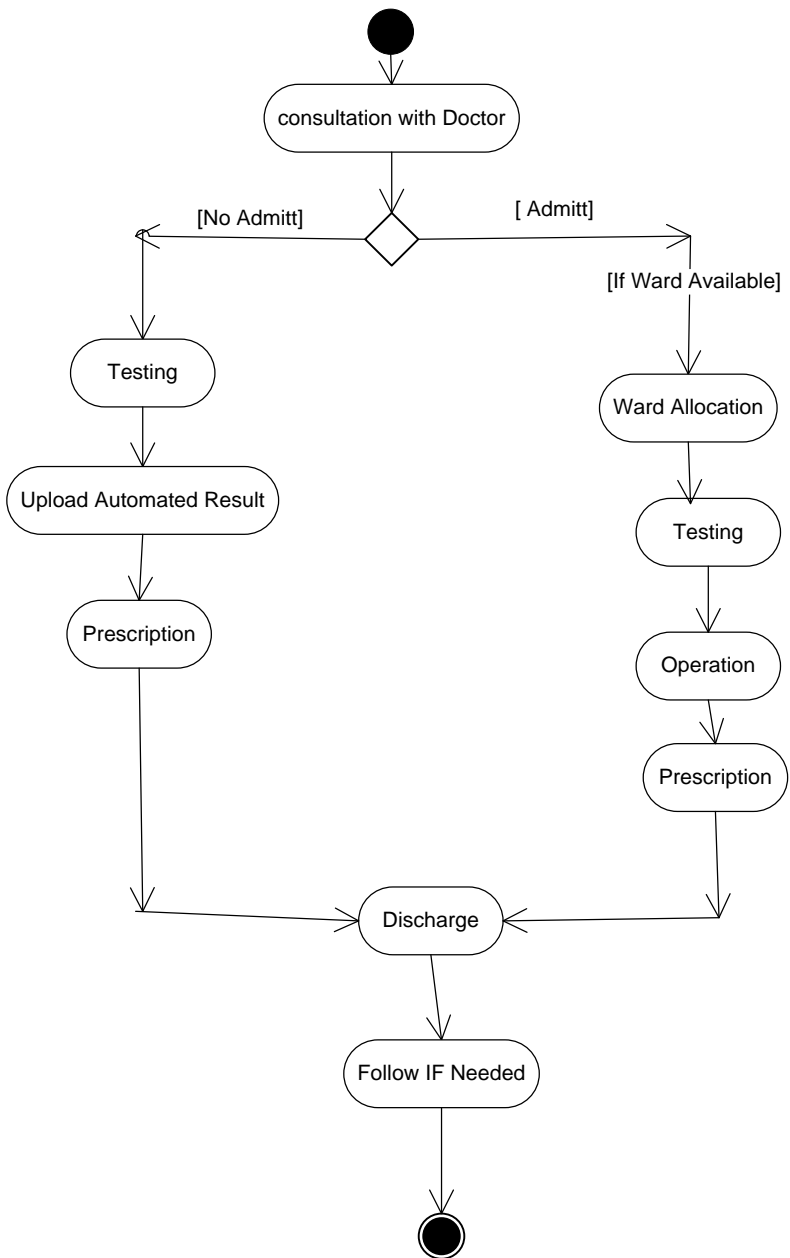 consultation with Doctor
[No Admitt]
[ Admitt]
[If Ward Available]
Testing
Ward Allocation
Upload Automated Result
Testing
Prescription
Operation
Prescription
Discharge
Follow IF Needed